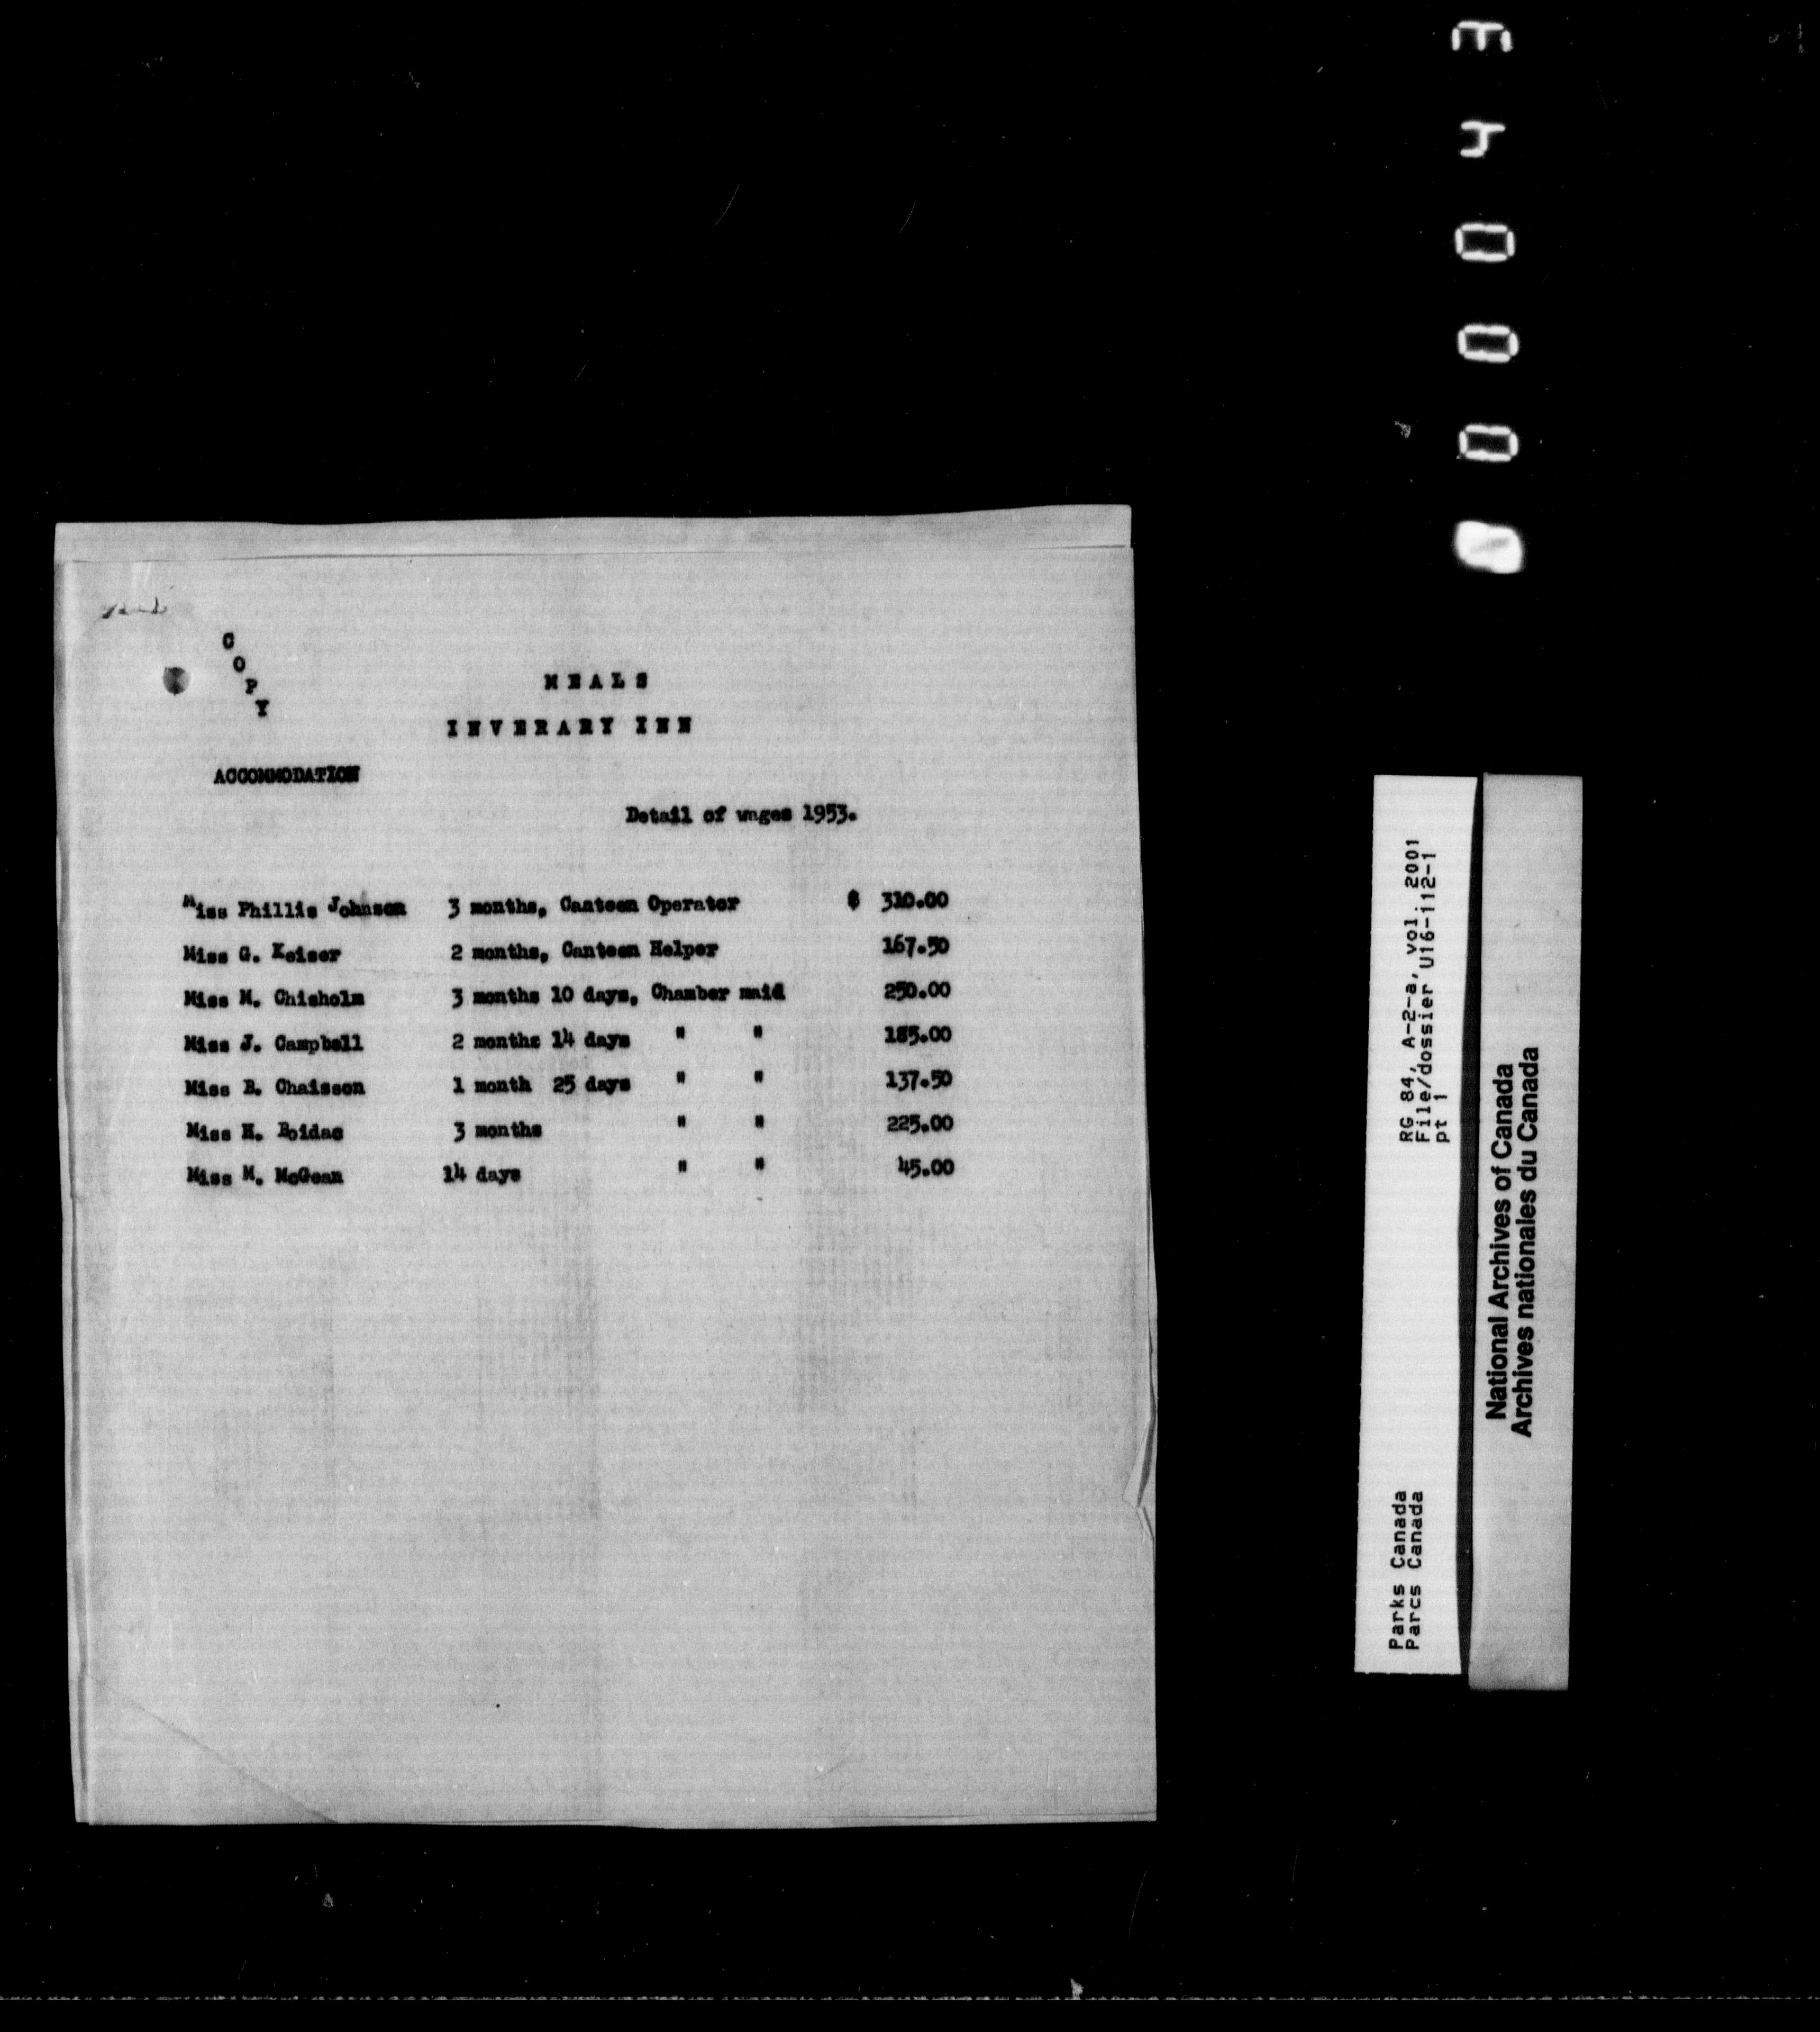 COPY
MEALS
INVERARY INN
ACCOMMODATION
Detail of wages 1953.
Miss Phillis Johnson 3 months, Canteen Operator $ 310.00
Miss G. Keiser 2 months, Canteen Helper 167.50
Miss M. Chisholm 3 months 10 days, Chamber maid 250.00
Miss J. Campbell 2 months 14 days " " 185.00
Miss B. Chaisson 1 month 25 days " " 137.50
Miss H. Boidac 3 months " " 225.00
Miss M. McGean 14 days " " 45.00
Parks Canada
Parcs Canada
RG 84, A-2-a, vol. 2001
File/dossier U16-112-1
pt 1
National Archives of Canada
Archives nationales du Canada